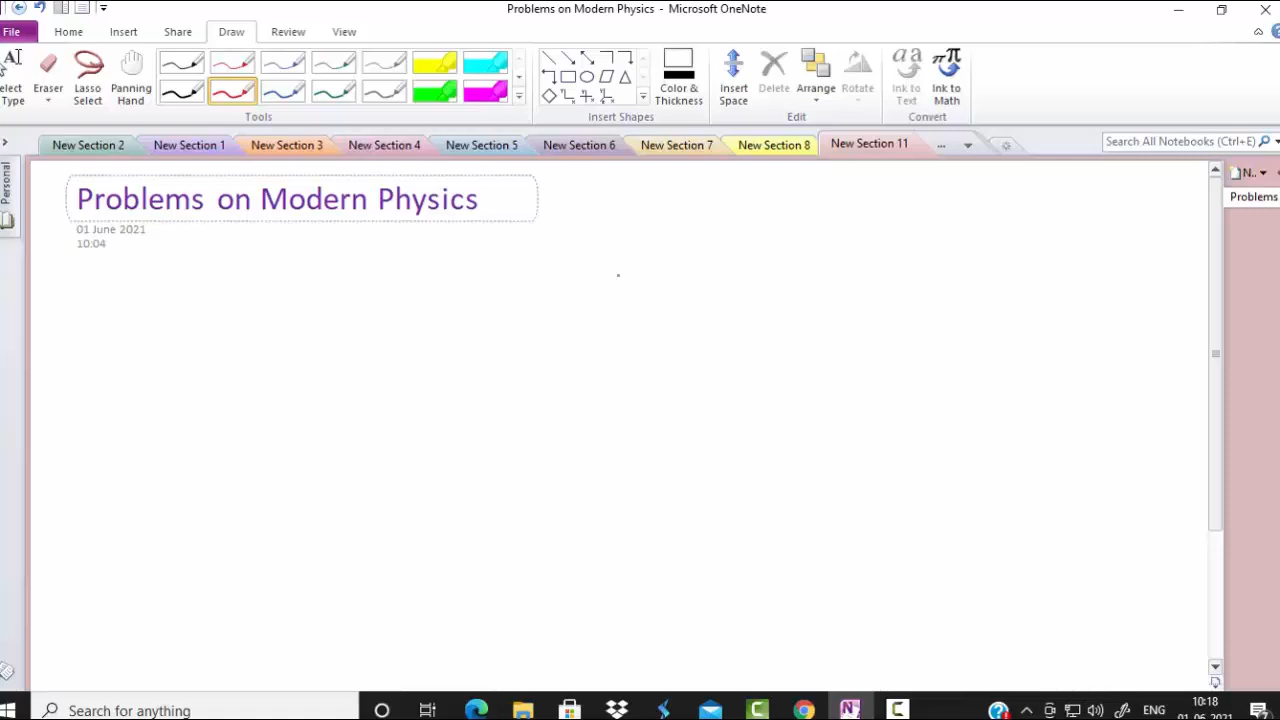 Problems on Modern Physics - Microsoft OneNote
File Home Insert Share Draw Review View
Eraser
Lasso Select
Panning Hand
Color & Thickness
Insert Space
Delete
Arrange
Rotate
Ink to Text
Ink to Math
Tools
Insert Shapes
Edit
Convert
New Section 2 New Section 1 New Section 3 New Section 4 New Section 5 New Section 6 New Section 7 New Section 8 New Section 11 ...
Search All Notebooks (Ctrl+E)
Personal
N..
Problems
Problems on Modern Physics
01 June 2021
10:04
Search for anything
ENG
10:18
01-06-2021